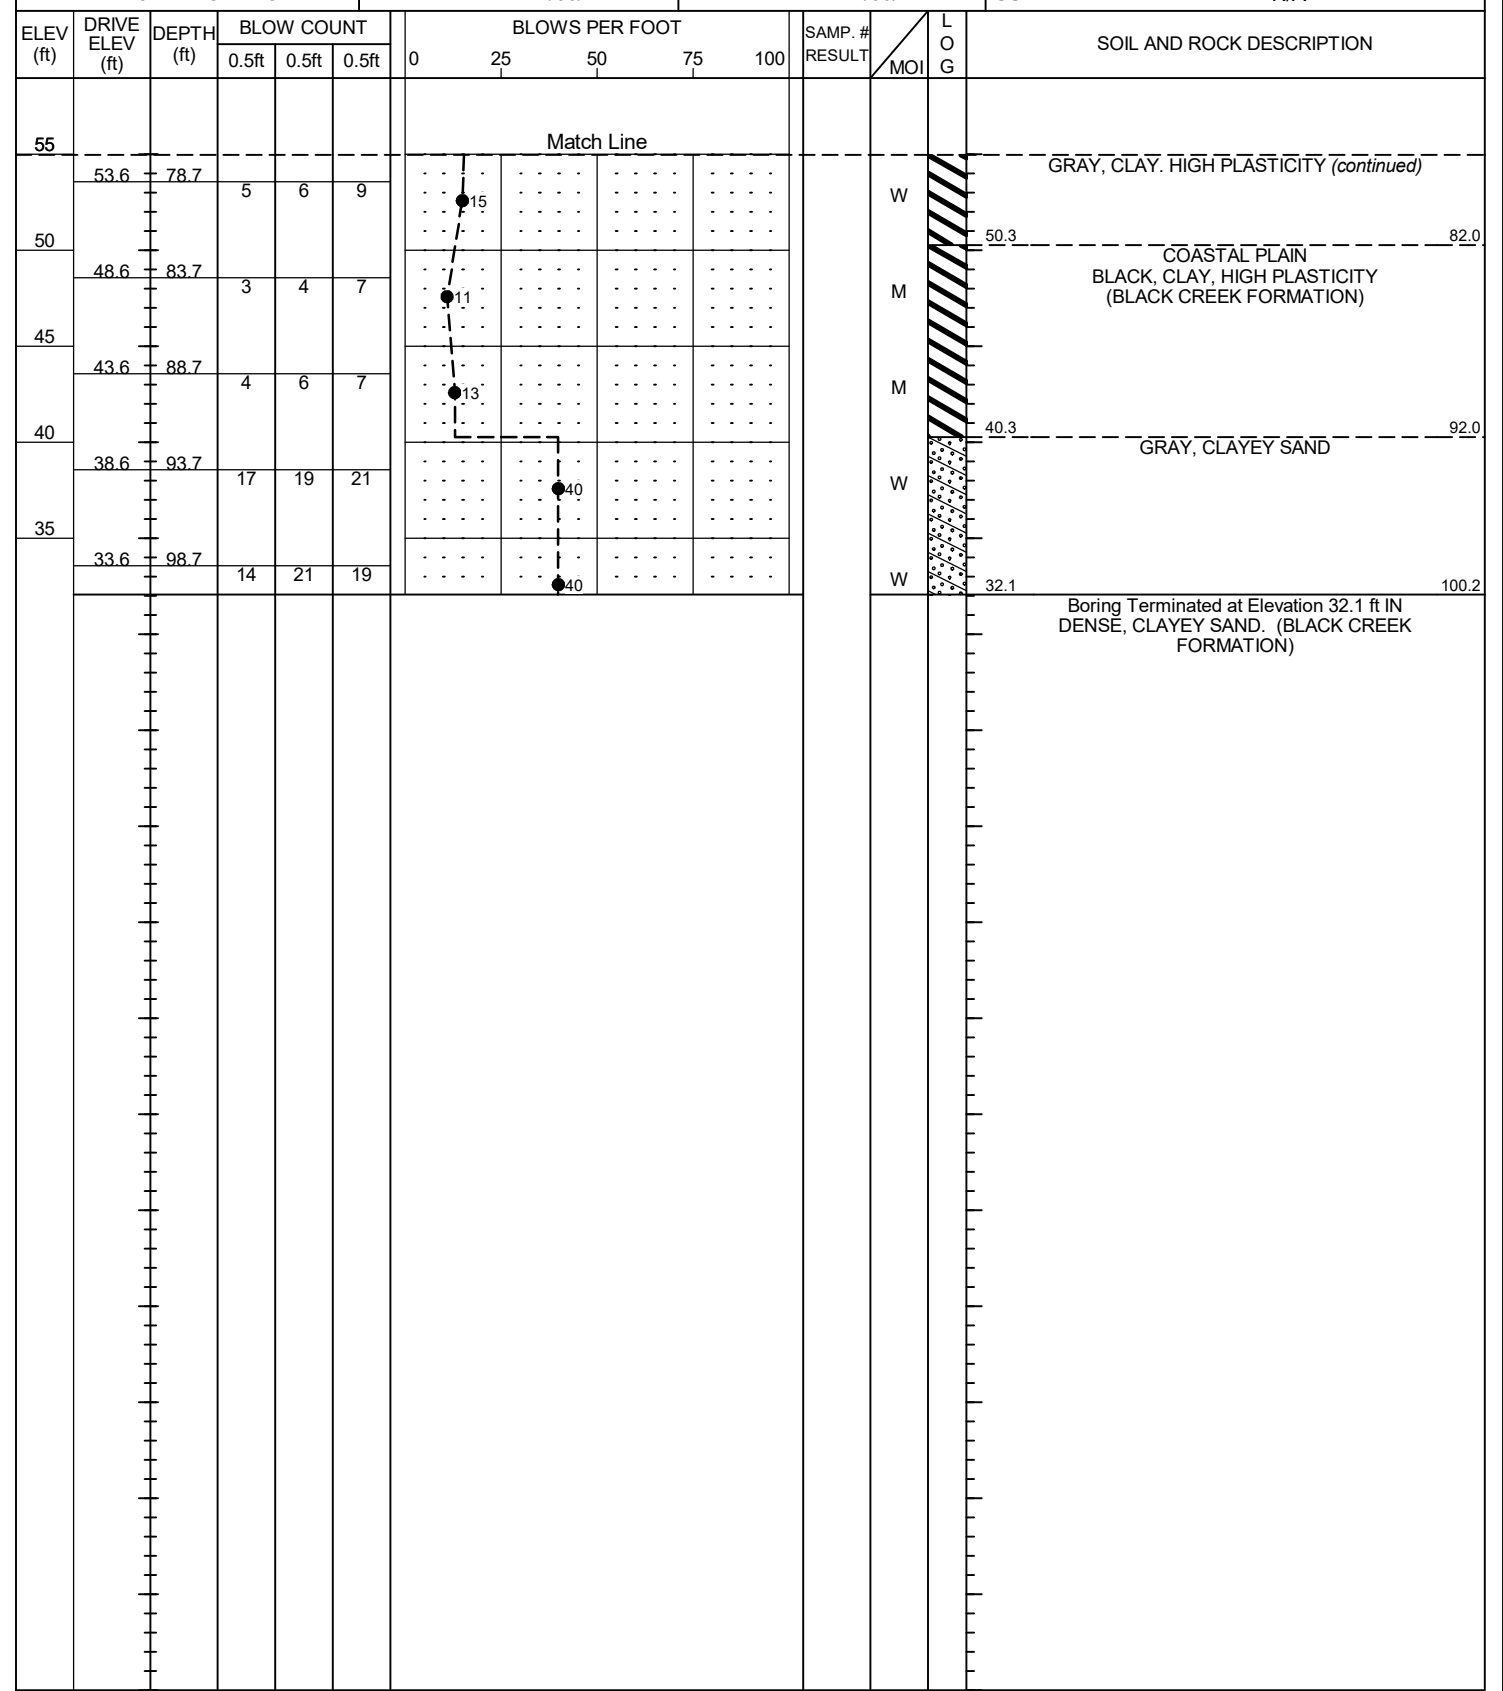 ELEV (ft) DRIVE ELEV (ft) DEPTH (ft) BLOW COUNT BLOWS PER FOOT SAMP. # RESULT MOI LOG SOIL AND ROCK DESCRIPTION
0.5ft 0.5ft 0.5ft 0 25 50 75 100
Match Line
55
GRAY, CLAY. HIGH PLASTICITY (continued)
53.6 78.7
5 6 9 15 W
50.3 82.0
50
COASTAL PLAIN
48.6 83.7
BLACK, CLAY, HIGH PLASTICITY
3 4 7 11 M
(BLACK CREEK FORMATION)
45
43.6 88.7
4 6 7 13 M
40.3 92.0
40
GRAY, CLAYEY SAND
38.6 93.7
17 19 21 40 W
35
33.6 98.7
14 21 19 40 W
32.1 100.2
Boring Terminated at Elevation 32.1 ft IN
DENSE, CLAYEY SAND. (BLACK CREEK
FORMATION)